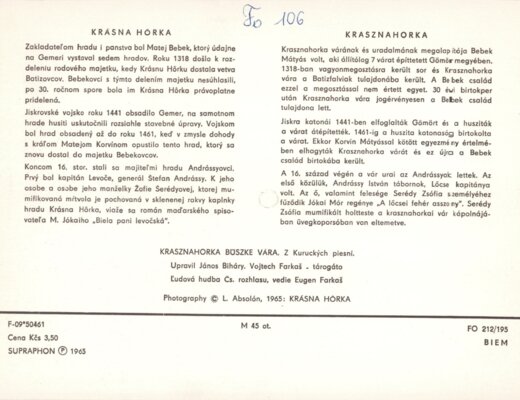 Fo 106
KRÁSNA HÔRKA
Zakladateľom hradu i panstva bol Matej Bebek, ktorý údajne
na Gemeri vystaval sedem hradov. Roku 1318 došlo k roz-
deleniu rodového majetku, kedy Krásnu Hôrku dostala vetva
Batizovcov. Bebekovci s týmto delením majetku nesúhlasili,
po 30. ročnom spore bola im Krásna Hôrka právoplatne
pridelená.
Jiskrovské vojsko roku 1441 obsadilo Gemer, na samotnom
hrade husiti uskutočnili rozsiahle stavebné úpravy. Vojskom
bol hrad obsadený až do roku 1461, keď v zmysle dohody
s kráľom Matejom Korvínom opustilo tento hrad, ktorý sa
znovu dostal do majetku Bebekovcov.
Koncom 16. stor. stali sa majiteľmi hradu Andrássyovci.
Prvý bol kapitán Levoče, generál Stefan Andrássy. K jeho
osobe a osobe jeho manželky Žofie Serédyovej, ktorej mu-
mifikovaná mŕtvola je pochovaná v sklenenej rakvy kaplnky
hradu Krásna Hôrka, viaže sa román maďarského spiso-
vateľa M. Jókaiho „Biela pani levočská".
KRASZNAHORKA
Krasznahorka várának és uradalmának megalapitója Bebek
Mátyás volt, aki állitólag 7 várat épittetett Gömör megyében.
1318-ban vagyonmegosztásra került sor és Krasznahorka
vára a Batizfalviak tulajdonába került. A Bebek család
ezzel a megosztással nem értett egyet. 30 évi birtokper
után Krasznahorka vára jogérvényesen a Bebek család
tulajdona lett.
Jiskra katonái 1441-ben elfoglalták Gömört és a husziták
a várat átépitették. 1461-ig a huszita katonaság birtokolta
a várat. Ekkor Korvin Mátyással kötött egyezmény értelmé-
ben elhagyták Krasznahorka várát és ez újra a Bebek
család birtokába került.
A 16. század végén a vár urai az Andrássyak lettek. Az
első közülük, Andrássy István tábornok, Lőcse kapitánya
volt. Az ő, valamint felesége Serédy Zsófia személyéhez
fűződik Jókai Mór regénye "A lőcsei fehér asszony". Serédy
Zsófia mumifikált holtteste a krasznahorkai vár kápolnájá-
ban üvegkoporsóban van eltemetve.
KRASZNAHORKA BÜSZKE VÁRA. Z Kuruckých piesní.
Upravil János Biháry. Vojtech Farkaš - tárogáto
Ľudová hudba Čs. rozhlasu, vedie Eugen Farkaš
Photography © L. Absolón, 1965: KRÁSNA HÔRKA
F-09*50461
Cena Kčs 3,50
SUPRAPHON Ⓟ 1965
M 45 ot.
FO 212/195
BIEM